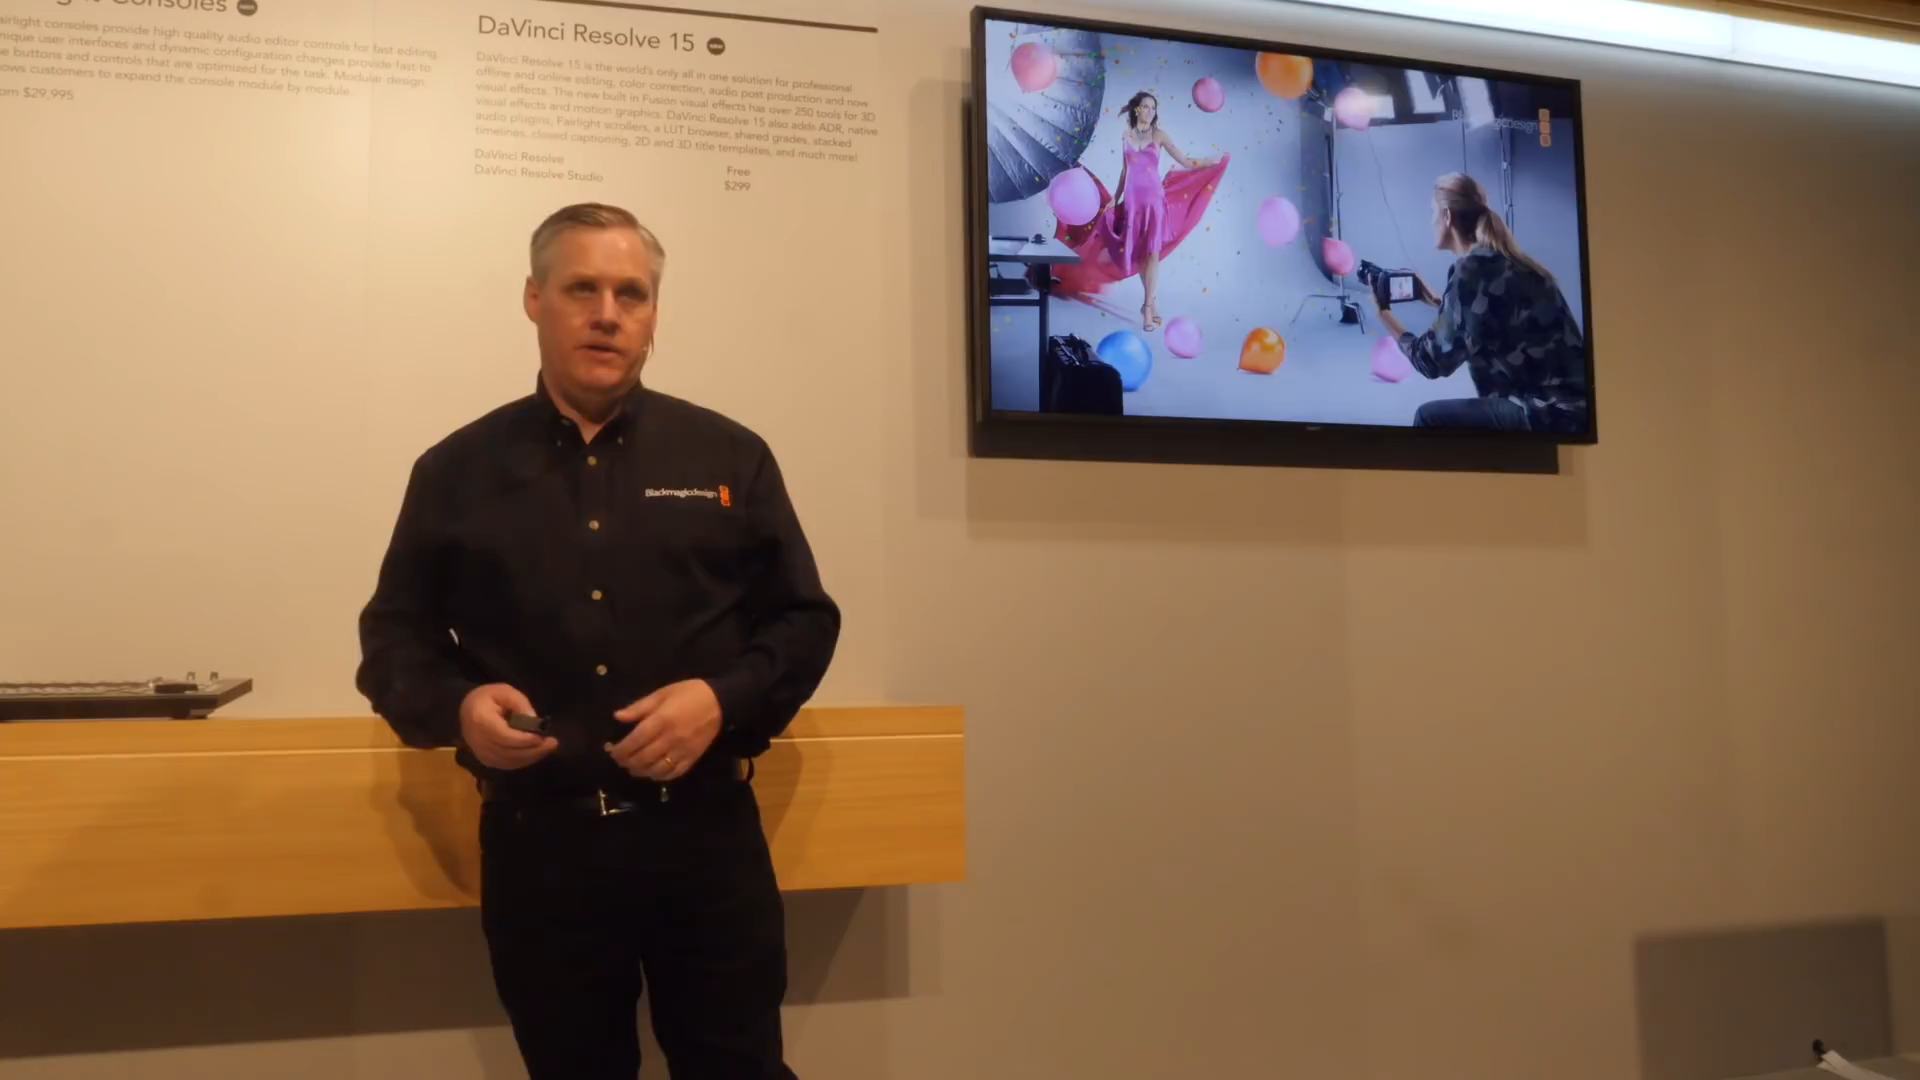 Consoles
airlight consoles provide high quality audio editor controls for fast editing.
nique user interfaces and dynamic configuration changes provide fast to
e buttons and controls that are optimized for the task. Modular design
ows customers to expand the console module by module.
om $29,995
DaVinci Resolve 15
DaVinci Resolve 15 is the world's only all in one solution for professional
offline and online editing, color correction, audio post production and now
visual effects. The new built in Fusion visual effects has over 250 tools for 3D
visual effects and motion graphics. DaVinci Resolve 15 also adds ADR, native
audio plugins, Fairlight scrollers, a LUT browser, shared grades, stacked
timelines, closed captioning, 2D and 3D title templates, and much more!
DaVinci Resolve Free
DaVinci Resolve Studio $299
Blackmagicdesign
Blackmagicdesign